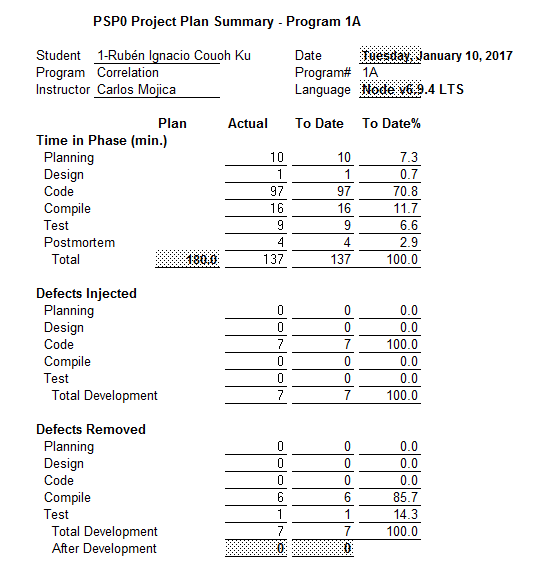 PSP0 Project Plan Summary - Program 1A
Student 1-Rubén Ignacio Couoh Ku Date Tuesday, January 10, 2017
Program Correlation Program# 1A
Instructor Carlos Mojica Language Node v6.9.4 LTS
Plan Actual To Date To Date%
Time in Phase (min.)
Planning 10 10 7.3
Design 1 1 0.7
Code 97 97 70.8
Compile 16 16 11.7
Test 9 9 6.6
Postmortem 4 4 2.9
Total 180.0 137 137 100.0
Defects Injected
Planning 0 0 0.0
Design 0 0 0.0
Code 7 7 100.0
Compile 0 0 0.0
Test 0 0 0.0
Total Development 7 7 100.0
Defects Removed
Planning 0 0 0.0
Design 0 0 0.0
Code 0 0 0.0
Compile 6 6 85.7
Test 1 1 14.3
Total Development 7 7 100.0
After Development 0 0